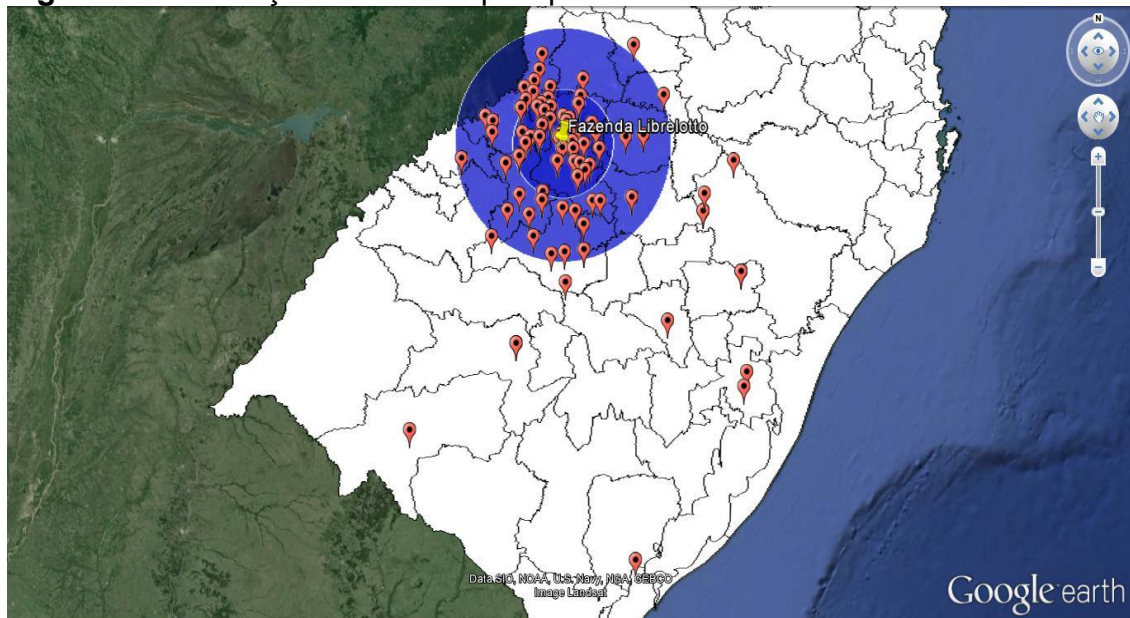 N
Fazenda Librelotto
Data SIO, NOAA, U.S. Navy, NGA, GEBCO
Image Landsat
Google earth